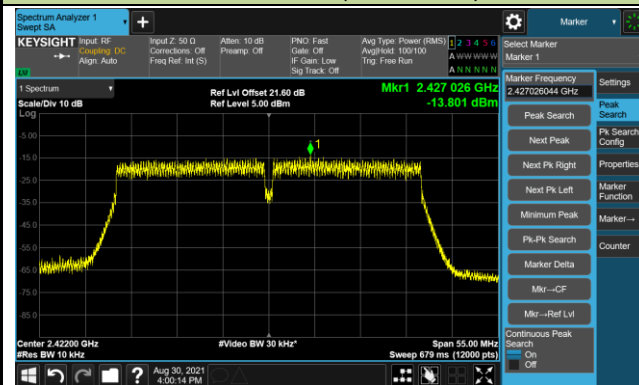 Spectrum Analyzer 1
Swept SA
Marker
KEYSIGHT
Input: RF
Coupling: DC
Align: Auto
Input Z: 50 Ω
Corrections: Off
Freq Ref: Int (S)
Atten: 10 dB
Preamp: Off
PNO: Fast
Gate: Off
IF Gain: Low
Sig Track: Off
Avg Type: Power (RMS)
Avg|Hold: 100/100
Trig: Free Run
1 2 3 4 5 6
A W W W W W
A N N N N N
Select Marker
Marker 1
1 Spectrum
Scale/Div 10 dB
Log
Ref Lvl Offset 21.60 dB
Ref Level 5.00 dBm
Mkr1 2.427 026 GHz
-13.801 dBm
-5.00
-15.0
-25.0
-35.0
-45.0
-55.0
-65.0
-75.0
-85.0
1
Center 2.42200 GHz
#Res BW 10 kHz
#Video BW 30 kHz*
Span 55.00 MHz
Sweep 679 ms (12000 pts)
Marker Frequency
2.427026044 GHz
Peak Search
Next Peak
Next Pk Right
Next Pk Left
Minimum Peak
Pk-Pk Search
Marker Delta
Mkr→CF
Mkr→Ref Lvl
Continuous Peak
Search
On
Off
Settings
Peak
Search
Pk Search
Config
Properties
Marker
Function
Marker→
Counter
?
Aug 30, 2021
4:00:14 PM